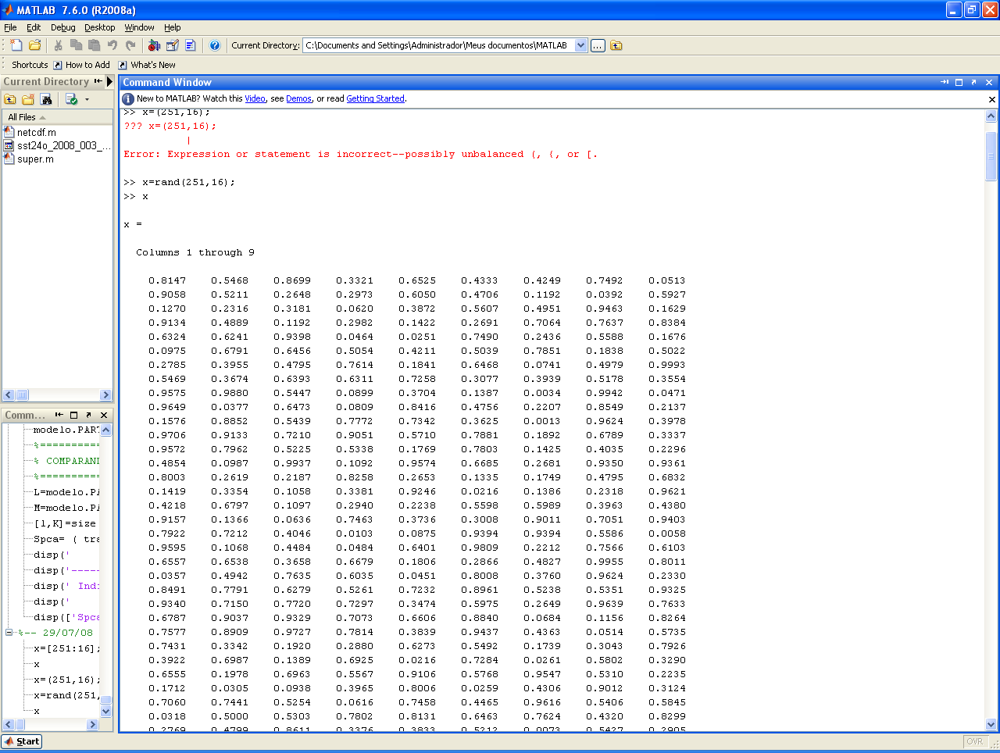 MATLAB 7.6.0 (R2008a)
File Edit Debug Desktop Window Help
Current Directory: C:\Documents and Settings\Administrador\Meus documentos\MATLAB ...
Shortcuts How to Add What's New
Current Directory
All Files
netcdf.m
sst24o_2008_003_...
super.m
Command Window
New to MATLAB? Watch this Video, see Demos, or read Getting Started.
>> x=(251,16);
??? x=(251,16);
|
Error: Expression or statement is incorrect--possibly unbalanced (, {, or [.
>> x=rand(251,16);
>> x
x =
Columns 1 through 9
0.8147 0.5468 0.8699 0.3321 0.6525 0.4333 0.4249 0.7492 0.0513
0.9058 0.5211 0.2648 0.2973 0.6050 0.4706 0.1192 0.0392 0.5927
0.1270 0.2316 0.3181 0.0620 0.3872 0.5607 0.4951 0.9463 0.1629
0.9134 0.4889 0.1192 0.2982 0.1422 0.2691 0.7064 0.7637 0.8384
0.6324 0.6241 0.9398 0.0464 0.0251 0.7490 0.2436 0.5588 0.1676
0.0975 0.6791 0.6456 0.5054 0.4211 0.5039 0.7851 0.1838 0.5022
0.2785 0.3955 0.4795 0.7614 0.1841 0.6468 0.0741 0.4979 0.9993
0.5469 0.3674 0.6393 0.6311 0.7258 0.3077 0.3939 0.5178 0.3554
0.9575 0.9880 0.5447 0.0899 0.3704 0.1387 0.0034 0.9942 0.0471
0.9649 0.0377 0.6473 0.0809 0.8416 0.4756 0.2207 0.8549 0.2137
0.1576 0.8852 0.5439 0.7772 0.7342 0.3625 0.0013 0.9624 0.3978
0.9706 0.9133 0.7210 0.9051 0.5710 0.7881 0.1892 0.6789 0.3337
0.9572 0.7962 0.5225 0.5338 0.1769 0.7803 0.1425 0.4035 0.2296
0.4854 0.0987 0.9937 0.1092 0.9574 0.6685 0.2681 0.9350 0.9361
0.8003 0.2619 0.2187 0.8258 0.2653 0.1335 0.1749 0.4795 0.6832
0.1419 0.3354 0.1058 0.3381 0.9246 0.0216 0.1386 0.2318 0.9621
0.4218 0.6797 0.1097 0.2940 0.2238 0.5598 0.5989 0.3963 0.4380
0.9157 0.1366 0.0636 0.7463 0.3736 0.3008 0.9011 0.7051 0.9403
0.7922 0.7212 0.4046 0.0103 0.0875 0.9394 0.9394 0.5586 0.0058
0.9595 0.1068 0.4484 0.0484 0.6401 0.9809 0.2212 0.7566 0.6103
0.6557 0.6538 0.3658 0.6679 0.1806 0.2866 0.4827 0.9955 0.8011
0.0357 0.4942 0.7635 0.6035 0.0451 0.8008 0.3760 0.9624 0.2330
0.8491 0.7791 0.6279 0.5261 0.7232 0.8961 0.5238 0.5351 0.9325
0.9340 0.7150 0.7720 0.7297 0.3474 0.5975 0.2649 0.9639 0.7633
0.6787 0.9037 0.9329 0.7073 0.6606 0.8840 0.0684 0.1156 0.8264
0.7577 0.8909 0.9727 0.7814 0.3839 0.9437 0.4363 0.0514 0.5735
0.7431 0.3342 0.1920 0.2880 0.6273 0.5492 0.1739 0.3043 0.7926
0.3922 0.6987 0.1389 0.6925 0.0216 0.7284 0.0261 0.5802 0.3290
0.6555 0.1978 0.6963 0.5567 0.9106 0.5768 0.9547 0.5310 0.2235
0.1712 0.0305 0.0938 0.3965 0.8006 0.0259 0.4306 0.9012 0.3124
0.7060 0.7441 0.5254 0.0616 0.7458 0.4465 0.9616 0.5406 0.5845
0.0318 0.5000 0.5303 0.7802 0.8131 0.6463 0.7624 0.4320 0.8299
0.2769 0.4799 0.8611 0.3376 0.3833 0.5212 0.0073 0.5427 0.2905
Comm...
modelo.PART
%==========
% COMPARAND
%==========
L=modelo.PA
M=modelo.PA
[l,K]=size
Spca= ( tra
disp('
disp('-----
disp(' Indi
disp('
disp(['Spca
%-- 29/07/08
x=[251:16];
x
x=(251,16);
x=rand(251,
x
Start
OVR